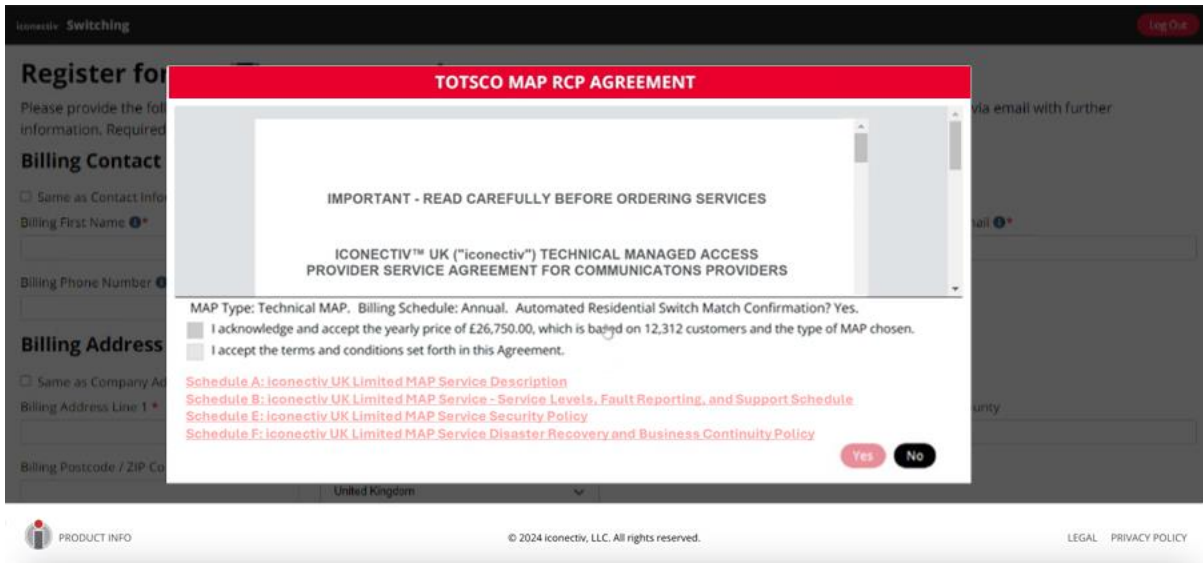 iconectiv Switching
Log Out
Register for
TOTSCO MAP RCP AGREEMENT
Please provide the foll
via email with further
information. Required
Billing Contact
IMPORTANT - READ CAREFULLY BEFORE ORDERING SERVICES
Same as Contact Infor
Billing First Name
*
ail
*
ICONECTIV™ UK ("iconectiv") TECHNICAL MANAGED ACCESS
PROVIDER SERVICE AGREEMENT FOR COMMUNICATONS PROVIDERS
Billing Phone Number
MAP Type: Technical MAP. Billing Schedule: Annual. Automated Residential Switch Match Confirmation? Yes.
I acknowledge and accept the yearly price of £26,750.00, which is based on 12,312 customers and the type of MAP chosen.
Billing Address
I accept the terms and conditions set forth in this Agreement.
Same as Company Ad
Schedule A: iconectiv UK Limited MAP Service Description
Schedule B: iconectiv UK Limited MAP Service - Service Levels, Fault Reporting, and Support Schedule
Billing Address Line 1 *
unty
Schedule E: iconectiv UK Limited MAP Service Security Policy
Schedule F: iconectiv UK Limited MAP Service Disaster Recovery and Business Continuity Policy
Yes
No
Billing Postcode / ZIP Co
United Kingdom
PRODUCT INFO
© 2024 iconectiv, LLC. All rights reserved.
LEGAL
PRIVACY POLICY